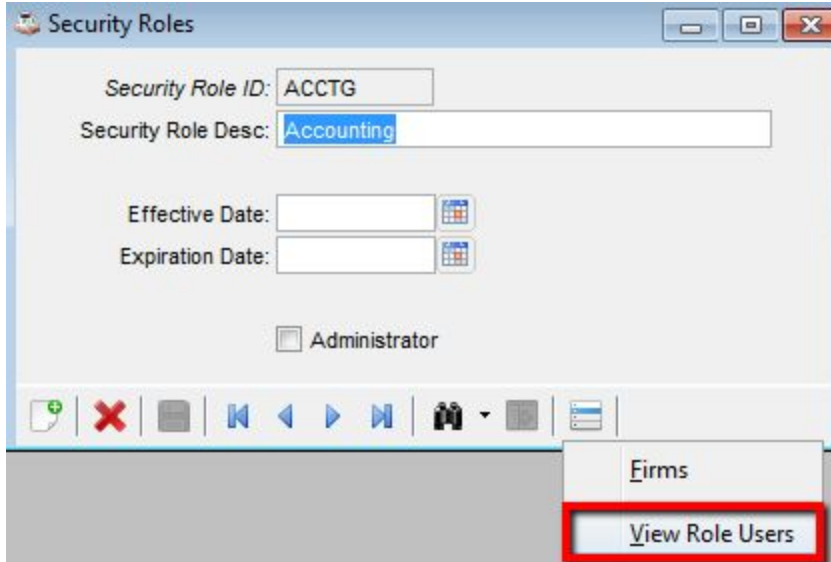 Security Roles
Security Role ID: ACCTG
Security Role Desc: Accounting
Effective Date:
Expiration Date:
Administrator
Firms
View Role Users